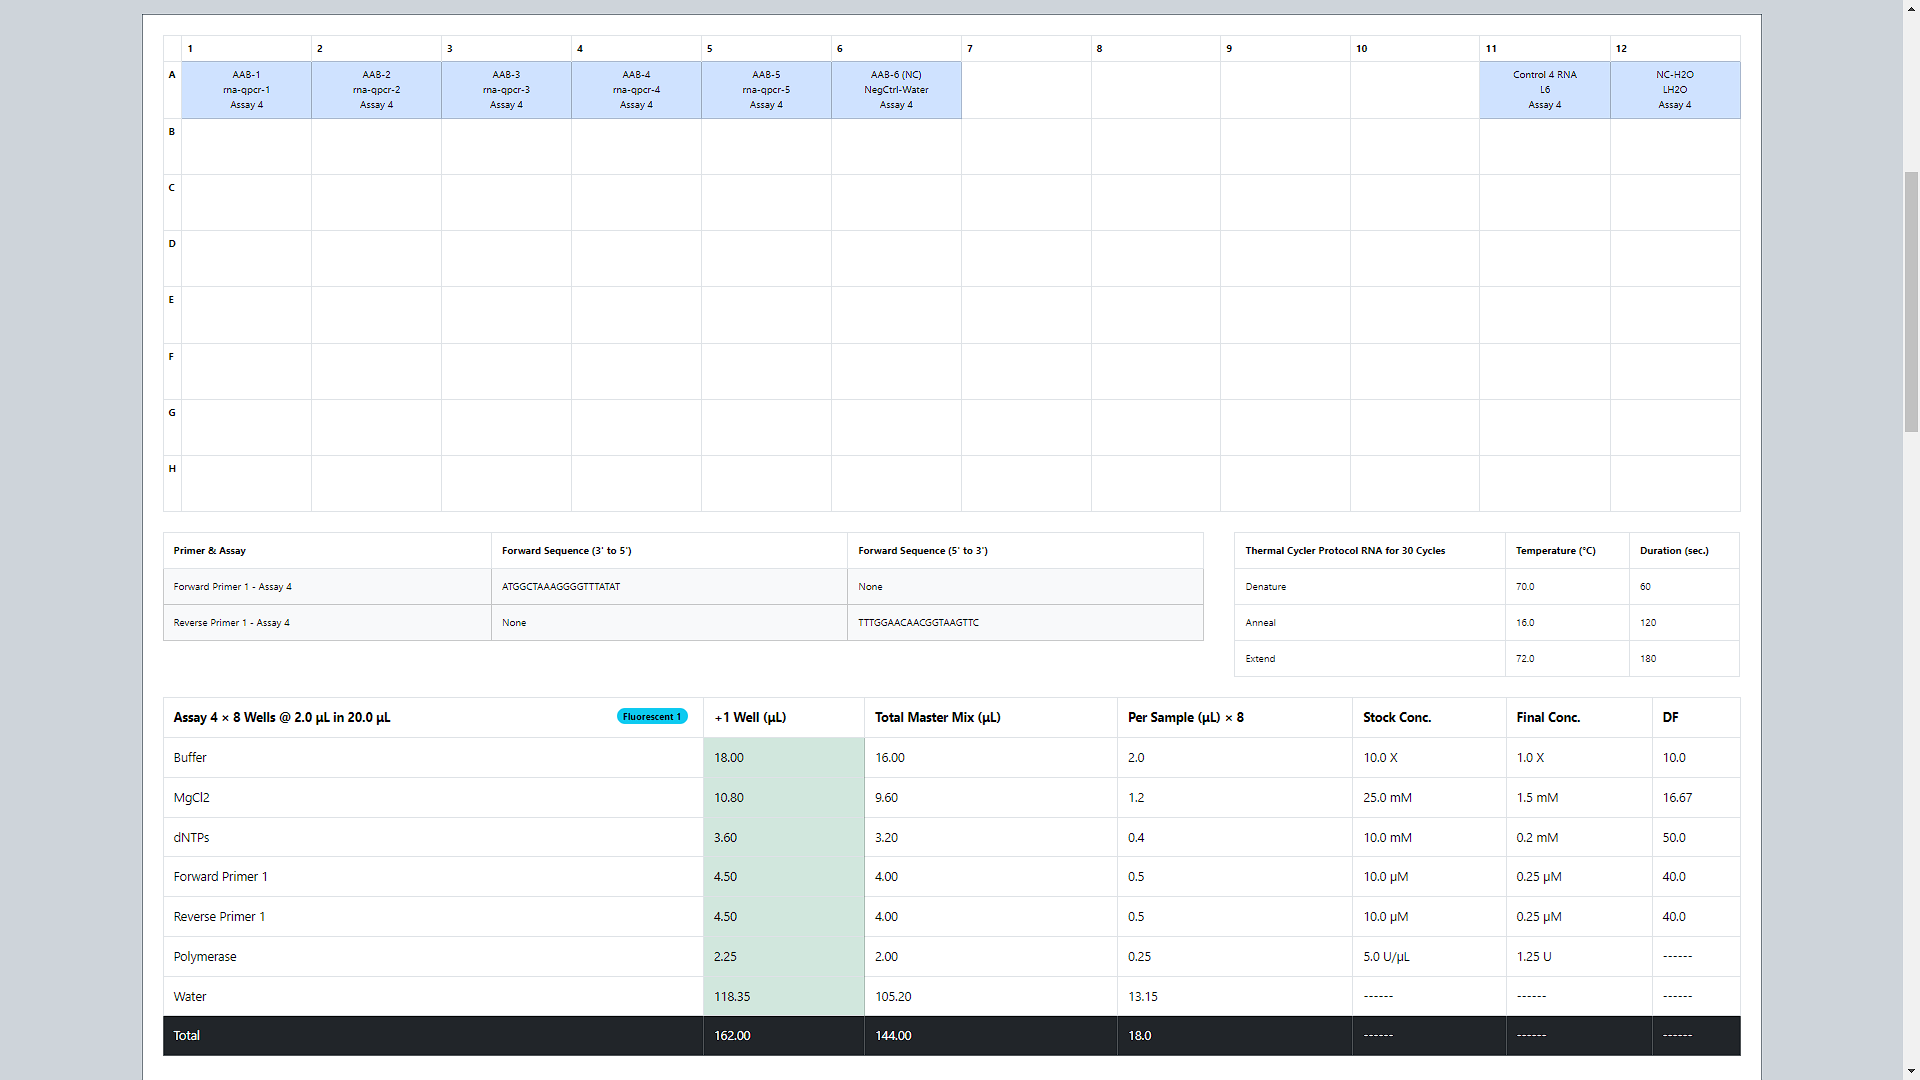 1 2 3 4 5 6 7 8 9 10 11 12
A
AAB-1 AAB-2 AAB-3 AAB-4 AAB-5 AAB-6 (NC) Control 4 RNA NC-H2O
rna-qpcr-1 rna-qpcr-2 rna-qpcr-3 rna-qpcr-4 rna-qpcr-5 NegCtrl-Water L6 LH2O
Assay 4 Assay 4 Assay 4 Assay 4 Assay 4 Assay 4 Assay 4 Assay 4
B
C
D
E
F
G
H
Primer & Assay Forward Sequence (3' to 5') Forward Sequence (5' to 3')
Forward Primer 1 - Assay 4 ATGGCTAAAGGGGTTTATAT None
Reverse Primer 1 - Assay 4 None TTTGGAACAACGGTAAGTTC
Thermal Cycler Protocol RNA for 30 Cycles Temperature (°C) Duration (sec.)
Denature 70.0 60
Anneal 16.0 120
Extend 72.0 180
Assay 4 × 8 Wells @ 2.0 µL in 20.0 µL Fluorescent 1 +1 Well (µL) Total Master Mix (µL) Per Sample (µL) × 8 Stock Conc. Final Conc. DF
Buffer 18.00 16.00 2.0 10.0 X 1.0 X 10.0
MgCl2 10.80 9.60 1.2 25.0 mM 1.5 mM 16.67
dNTPs 3.60 3.20 0.4 10.0 mM 0.2 mM 50.0
Forward Primer 1 4.50 4.00 0.5 10.0 µM 0.25 µM 40.0
Reverse Primer 1 4.50 4.00 0.5 10.0 µM 0.25 µM 40.0
Polymerase 2.25 2.00 0.25 5.0 U/µL 1.25 U ------
Water 118.35 105.20 13.15 ------ ------ ------
Total 162.00 144.00 18.0 ------ ------ ------